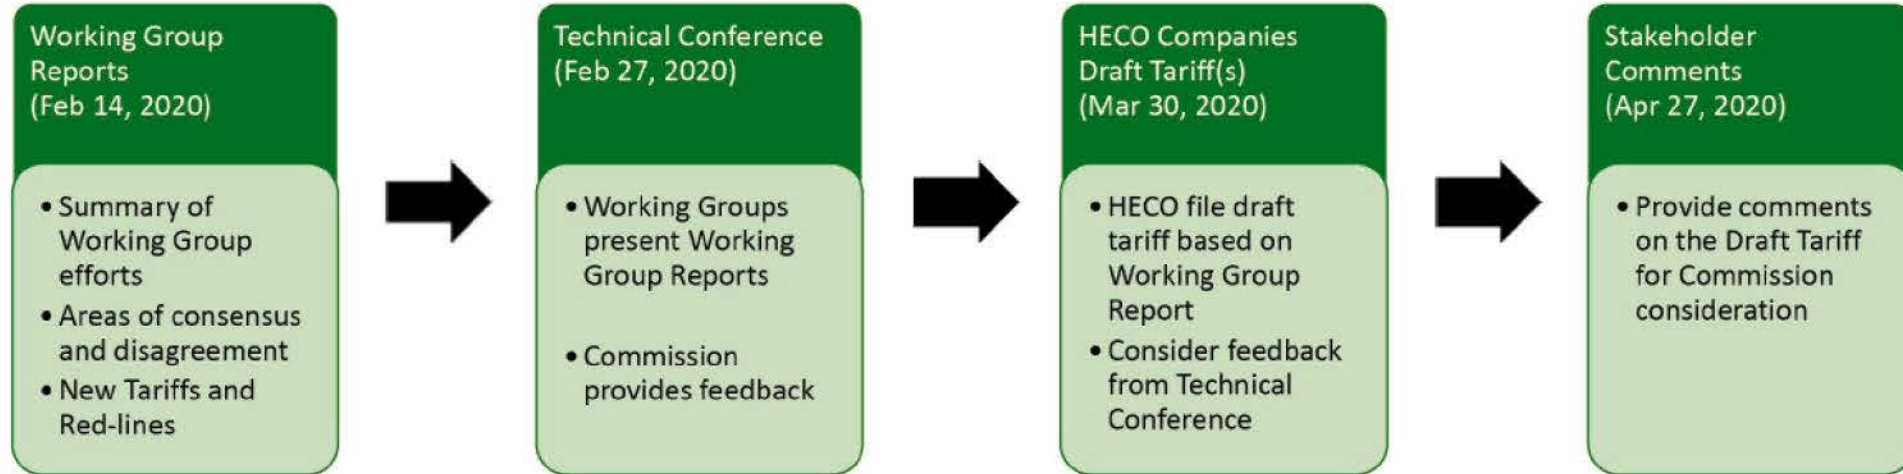 Working Group
Reports
(Feb 14, 2020)
• Summary of
Working Group
efforts
• Areas of consensus
and disagreement
• New Tariffs and
Red-lines
Technical Conference
(Feb 27, 2020)
• Working Groups
present Working
Group Reports
• Commission
provides feedback
HECO Companies
Draft Tariff(s)
(Mar 30, 2020)
• HECO file draft
tariff based on
Working Group
Report
• Consider feedback
from Technical
Conference
Stakeholder
Comments
(Apr 27, 2020)
• Provide comments
on the Draft Tariff
for Commission
consideration